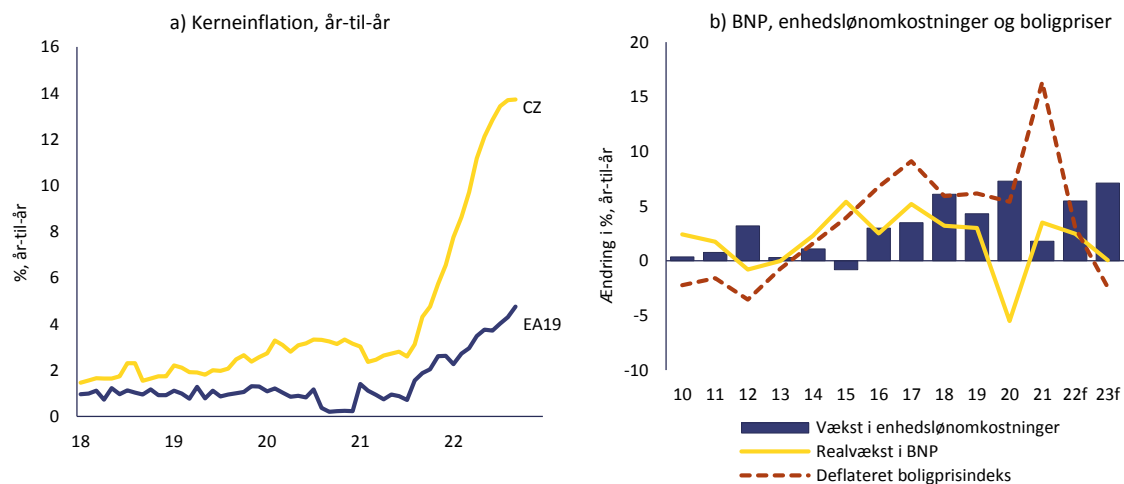 a) Kerneinflation, år-til-år
%, år-til-år
16
14
12
10
8
6
4
2
0
18 19 20 21 22
CZ
EA19
b) BNP, enhedslønomkostninger og boligpriser
Ændring i %, år-til-år
20
15
10
5
0
-5
-10
10 11 12 13 14 15 16 17 18 19 20 21 22f 23f
Vækst i enhedslønomkostninger
Realvækst i BNP
Deflateret boligprisindeks